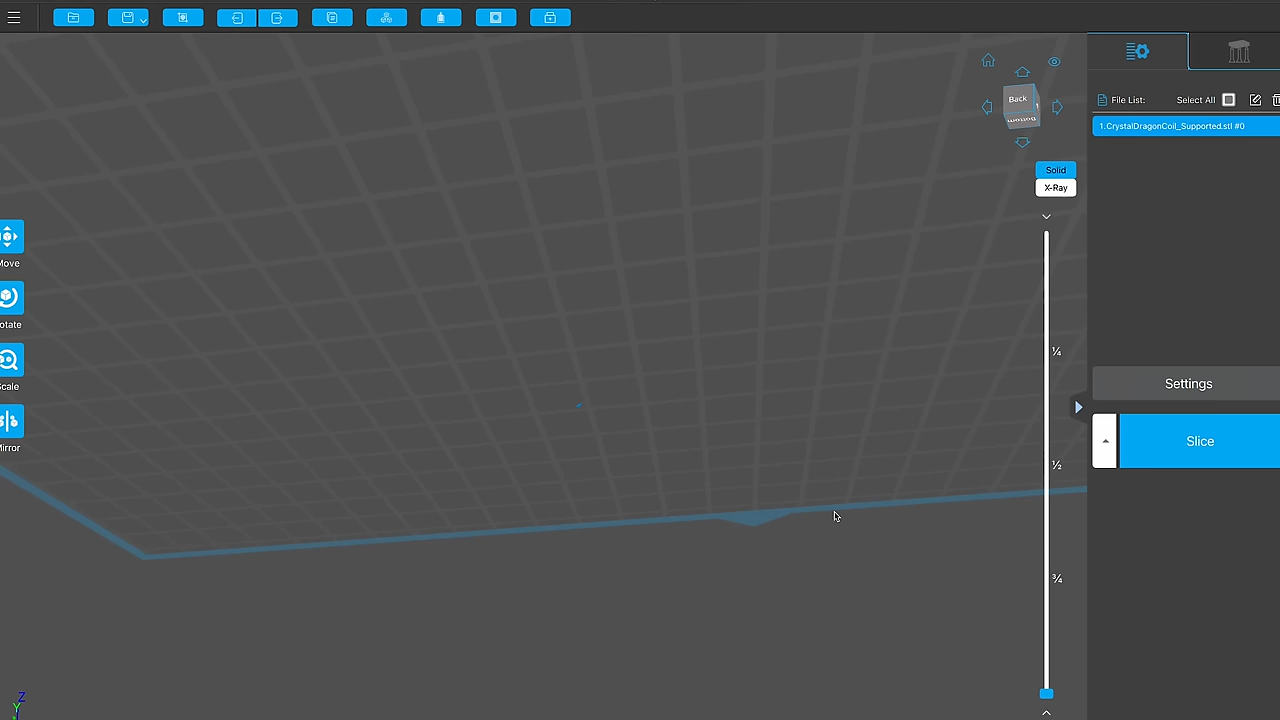 File List:
Select All
1.CrystalDragonCoil_Supported.stl #0
Back
Bottom
Solid
X-Ray
Move
otate
Scale
Mirror
¼
½
¾
Settings
Slice
Z
Y